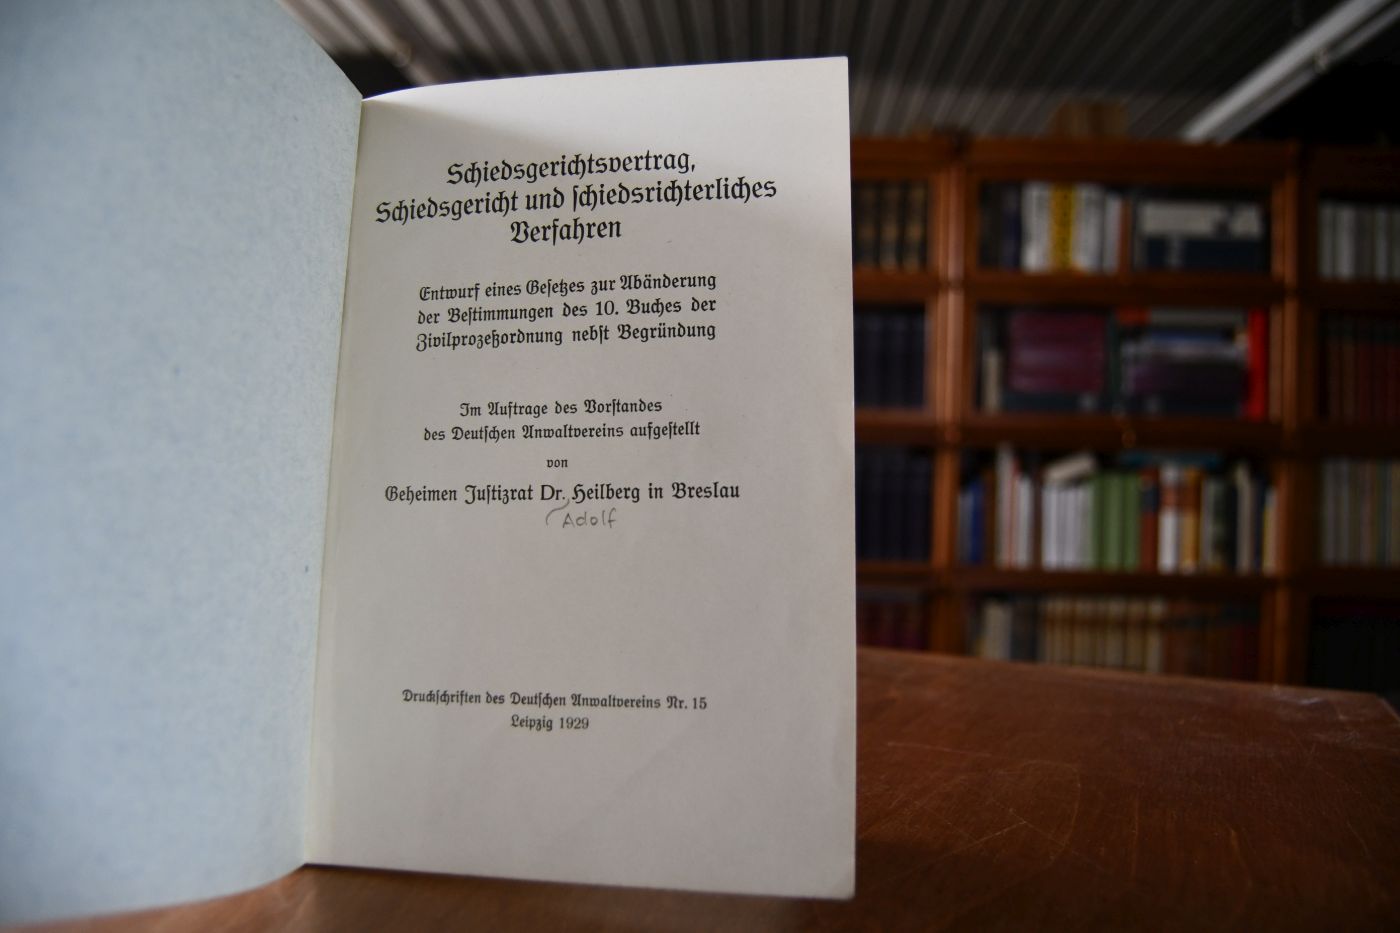 Schiedsgerichtsvertrag,
Schiedsgericht und ſchiedsrichterliches
Verfahren
Entwurf eines Geſetzes zur Abänderung
der Beſtimmungen des 10. Buches der
Zivilprozeßordnung nebſt Begründung
Im Auftrage des Vorſtandes
des Deutſchen Anwaltvereins aufgeſtellt
von
Geheimen Juſtizrat Dr. Heilberg in Breslau
Adolf
Druckſchriften des Deutſchen Anwaltvereins Nr. 15
Leipzig 1929